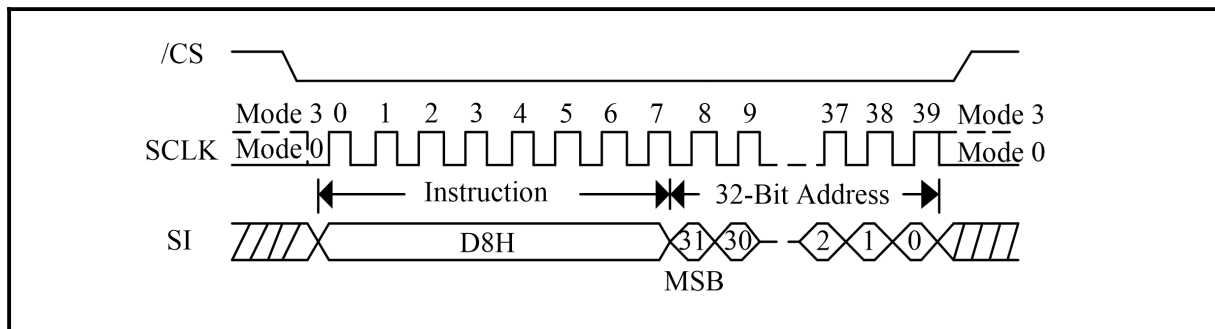 /CS
Mode 3 0 1 2 3 4 5 6 7 8 9 37 38 39 Mode 3
SCLK Mode 0 Mode 0
Instruction 32-Bit Address
SI D8H 31 30 2 1 0
MSB